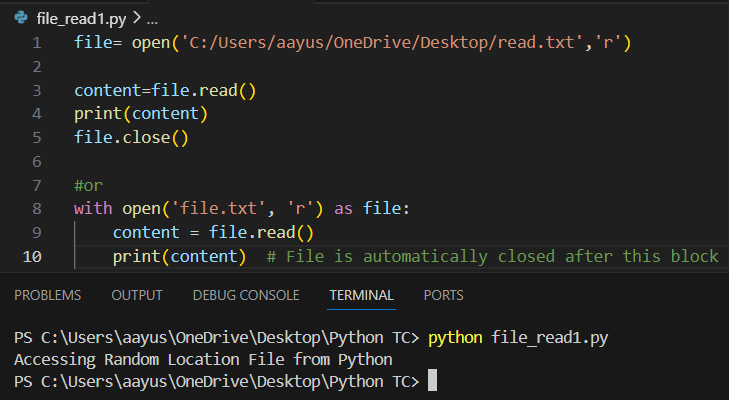 file_read1.py > ...
1 file= open('C:/Users/aayus/OneDrive/Desktop/read.txt','r')
2
3 content=file.read()
4 print(content)
5 file.close()
6
7 #or
8 with open('file.txt', 'r') as file:
9     content = file.read()
10     print(content)  # File is automatically closed after this block
PROBLEMS OUTPUT DEBUG CONSOLE TERMINAL PORTS
PS C:\Users\aayus\OneDrive\Desktop\Python TC> python file_read1.py
Accessing Random Location File from Python
PS C:\Users\aayus\OneDrive\Desktop\Python TC>